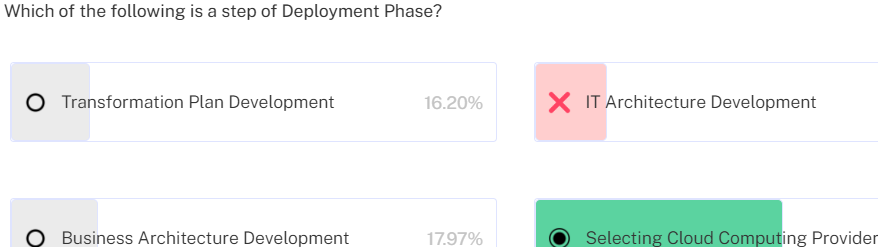 Which of the following is a step of Deployment Phase?
Transformation Plan Development 16.20%
IT Architecture Development
Business Architecture Development 17.97%
Selecting Cloud Computing Provider